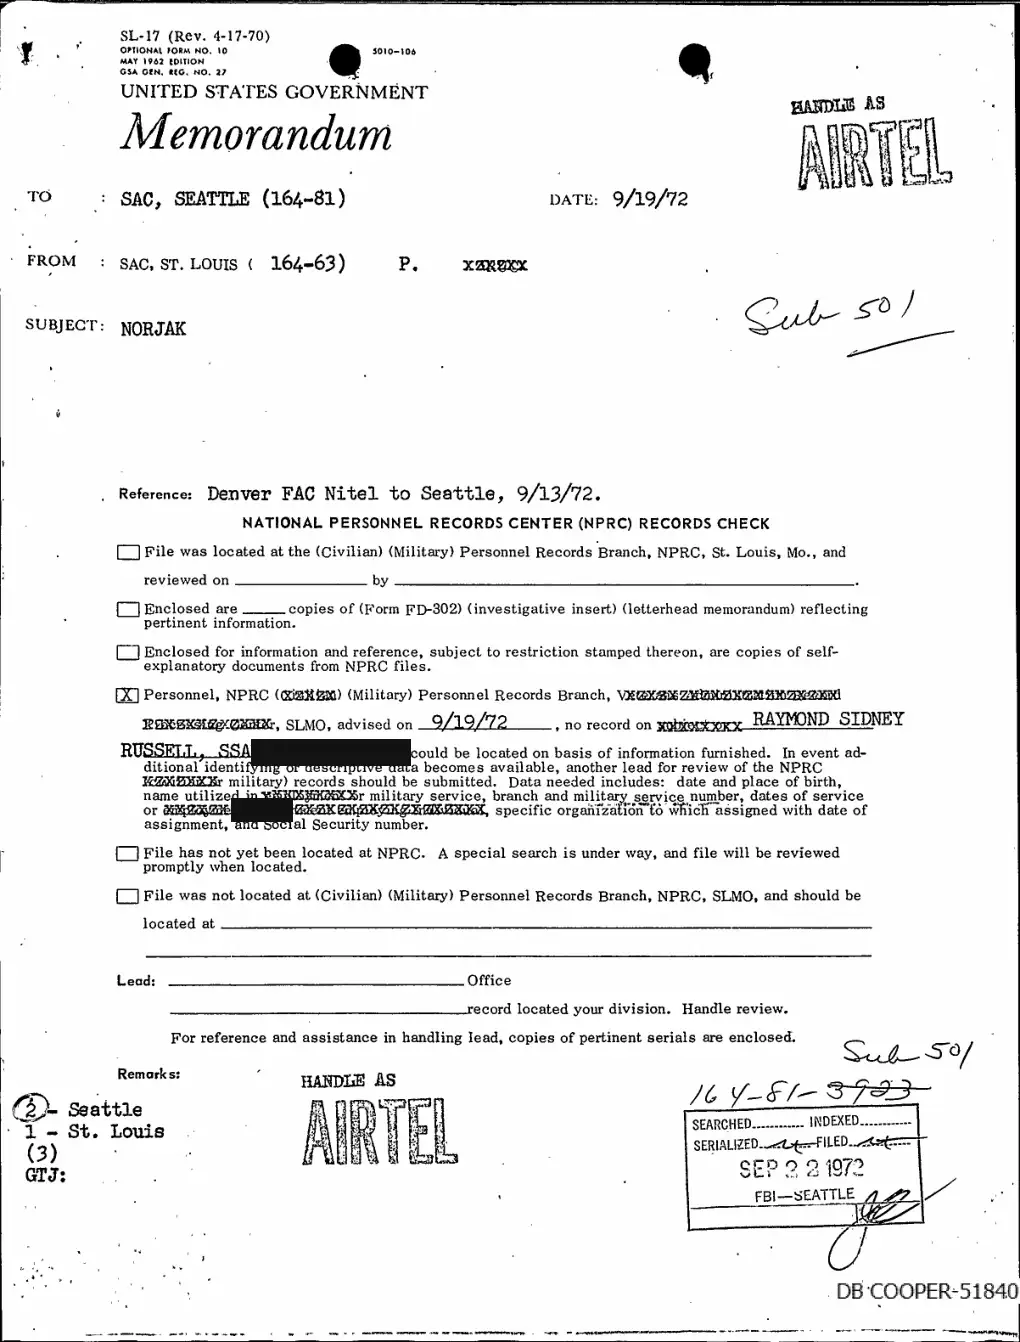 SL-17 (Rev. 4-17-70)
OPTIONAL FORM NO. 10
5010-106
MAY 1962 EDITION
GSA GEN. REG. NO. 27
UNITED STATES GOVERNMENT
Memorandum
HANDLE AS
AIRTEL
TO : SAC, SEATTLE (164-81)
DATE: 9/19/72
FROM : SAC, ST. LOUIS ( 164-63) P.
SUBJECT: NORJAK
Sub 501
Reference: Denver FAC Nitel to Seattle, 9/13/72.
NATIONAL PERSONNEL RECORDS CENTER (NPRC) RECORDS CHECK
File was located at the (Civilian) (Military) Personnel Records Branch, NPRC, St. Louis, Mo., and
reviewed on by .
Enclosed are copies of (Form FD-302) (investigative insert) (letterhead memorandum) reflecting
pertinent information.
Enclosed for information and reference, subject to restriction stamped thereon, are copies of self-
explanatory documents from NPRC files.
X Personnel, NPRC ( ) (Military) Personnel Records Branch,
, SLMO, advised on 9/19/72 , no record on RAYMOND SIDNEY
RUSSELL, SSA could be located on basis of information furnished. In event ad-
ditional identifying or descriptive data becomes available, another lead for review of the NPRC
military) records should be submitted. Data needed includes: date and place of birth,
name utilized in military service, branch and military service number, dates of service
or specific organization to which assigned with date of
assignment, and Social Security number.
File has not yet been located at NPRC. A special search is under way, and file will be reviewed
promptly when located.
File was not located at (Civilian) (Military) Personnel Records Branch, NPRC, SLMO, and should be
located at
Lead: Office
record located your division. Handle review.
For reference and assistance in handling lead, copies of pertinent serials are enclosed.
Remarks:
HANDLE AS
AIRTEL
Sub 501
164-81-3923
2 - Seattle
1 - St. Louis
(3)
GTJ:
SEARCHED INDEXED
SERIALIZED FILED
SEP 22 1972
FBI—SEATTLE
DB COOPER-51840